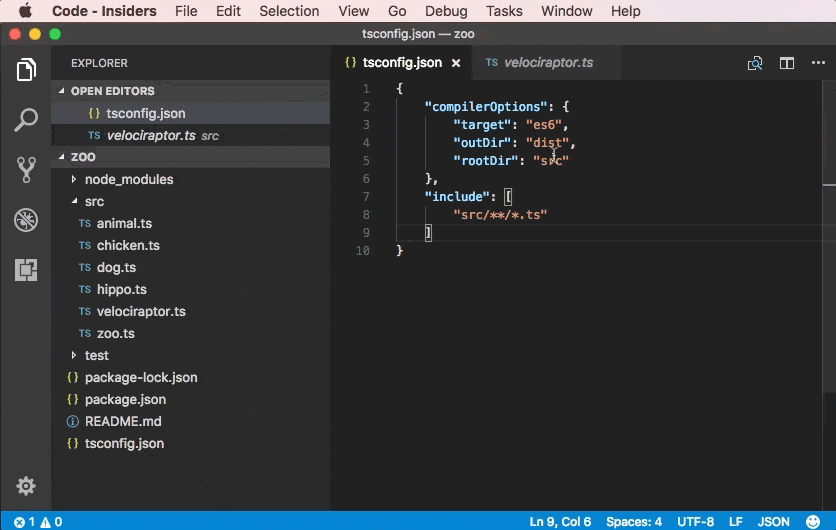 Code - Insiders File Edit Selection View Go Debug Tasks Window Help
tsconfig.json — zoo
EXPLORER
OPEN EDITORS
{} tsconfig.json
TS velociraptor.ts src
ZOO
node_modules
src
TS animal.ts
TS chicken.ts
TS dog.ts
TS hippo.ts
TS velociraptor.ts
TS zoo.ts
test
{} package-lock.json
{} package.json
README.md
{} tsconfig.json
{} tsconfig.json × TS velociraptor.ts
1 {
2 "compilerOptions": {
3 "target": "es6",
4 "outDir": "dist",
5 "rootDir": "src"
6 },
7 "include": [
8 "src/**/*.ts"
9 ]
10 }
1 0 Ln 9, Col 6 Spaces: 4 UTF-8 LF JSON